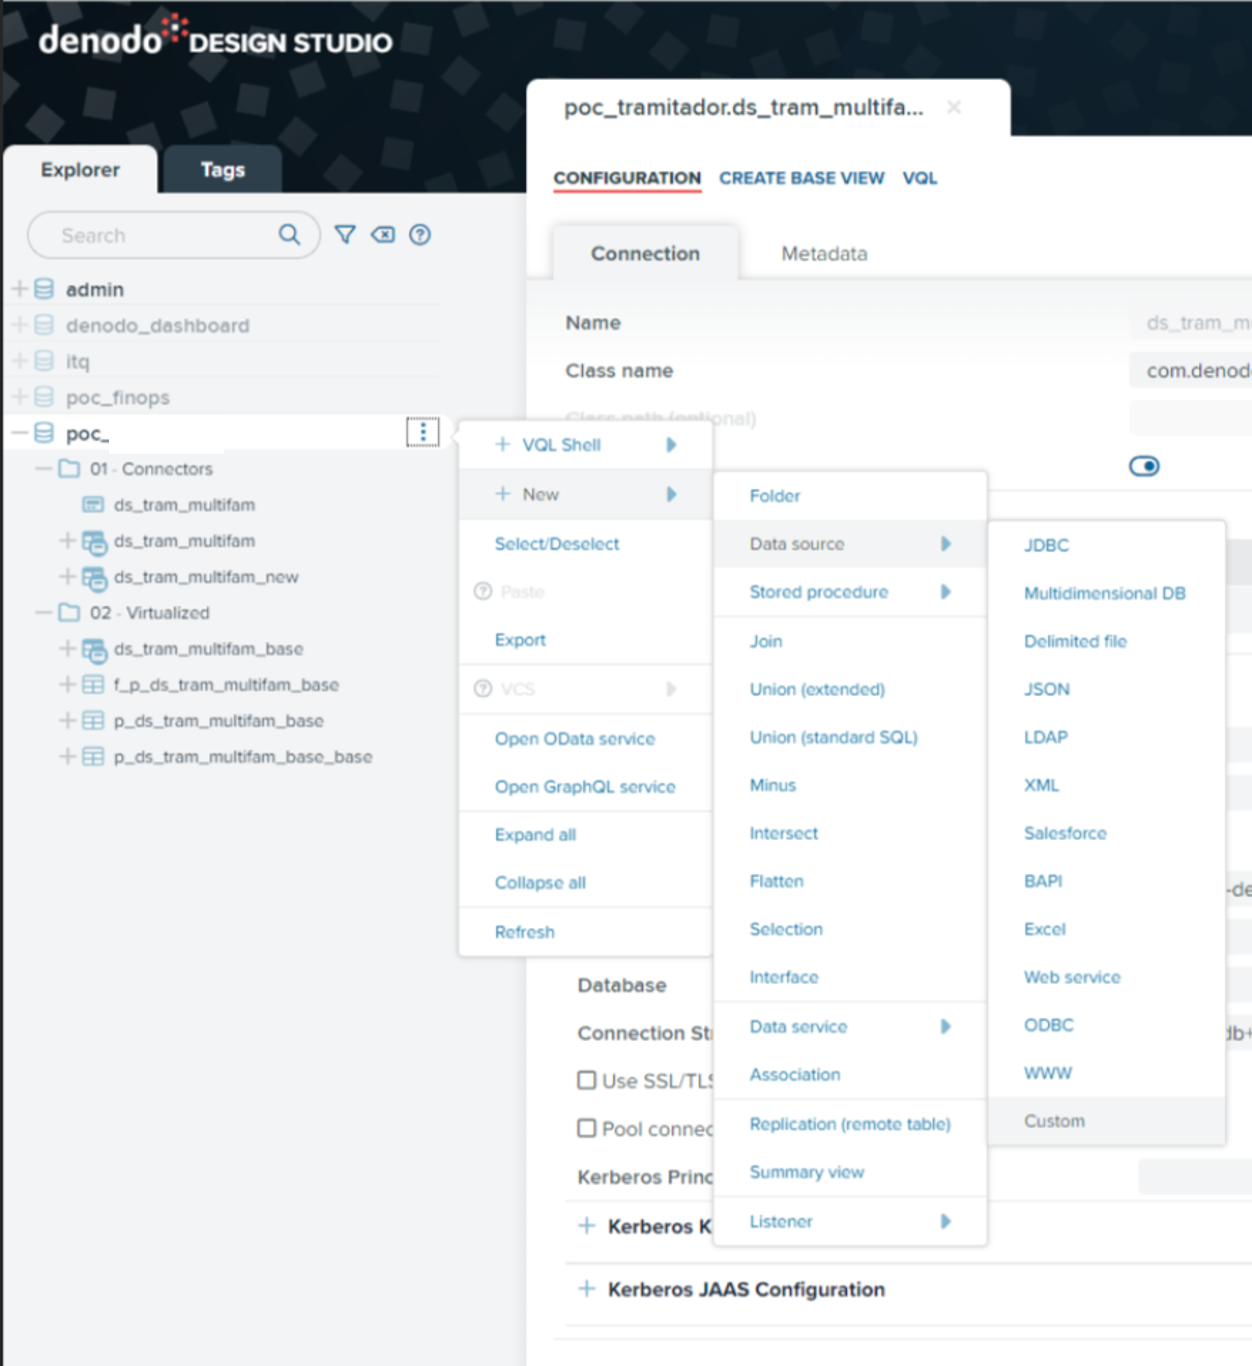 denodo DESIGN STUDIO
poc_tramitador.ds_tram_multifa...
Explorer
Tags
CONFIGURATION CREATE BASE VIEW VQL
Search
Connection
Metadata
admin
denodo_dashboard
itq
poc_finops
poc_
01 - Connectors
ds_tram_multifam
ds_tram_multifam
ds_tram_multifam_new
02 - Virtualized
ds_tram_multifam_base
f_p_ds_tram_multifam_base
p_ds_tram_multifam_base
p_ds_tram_multifam_base_base
Name
ds_tram_m
Class name
com.denod
Class path (optional)
VQL Shell
New
Select/Deselect
Paste
Export
VCS
Open OData service
Open GraphQL service
Expand all
Collapse all
Refresh
Folder
Data source
Stored procedure
Join
Union (extended)
Union (standard SQL)
Minus
Intersect
Flatten
Selection
Interface
Data service
Association
Replication (remote table)
Summary view
Listener
JDBC
Multidimensional DB
Delimited file
JSON
LDAP
XML
Salesforce
BAPI
Excel
Web service
ODBC
WWW
Custom
-de
Database
Connection St
db+
Use SSL/TLS
Pool connec
Kerberos Princ
Kerberos K
Kerberos JAAS Configuration